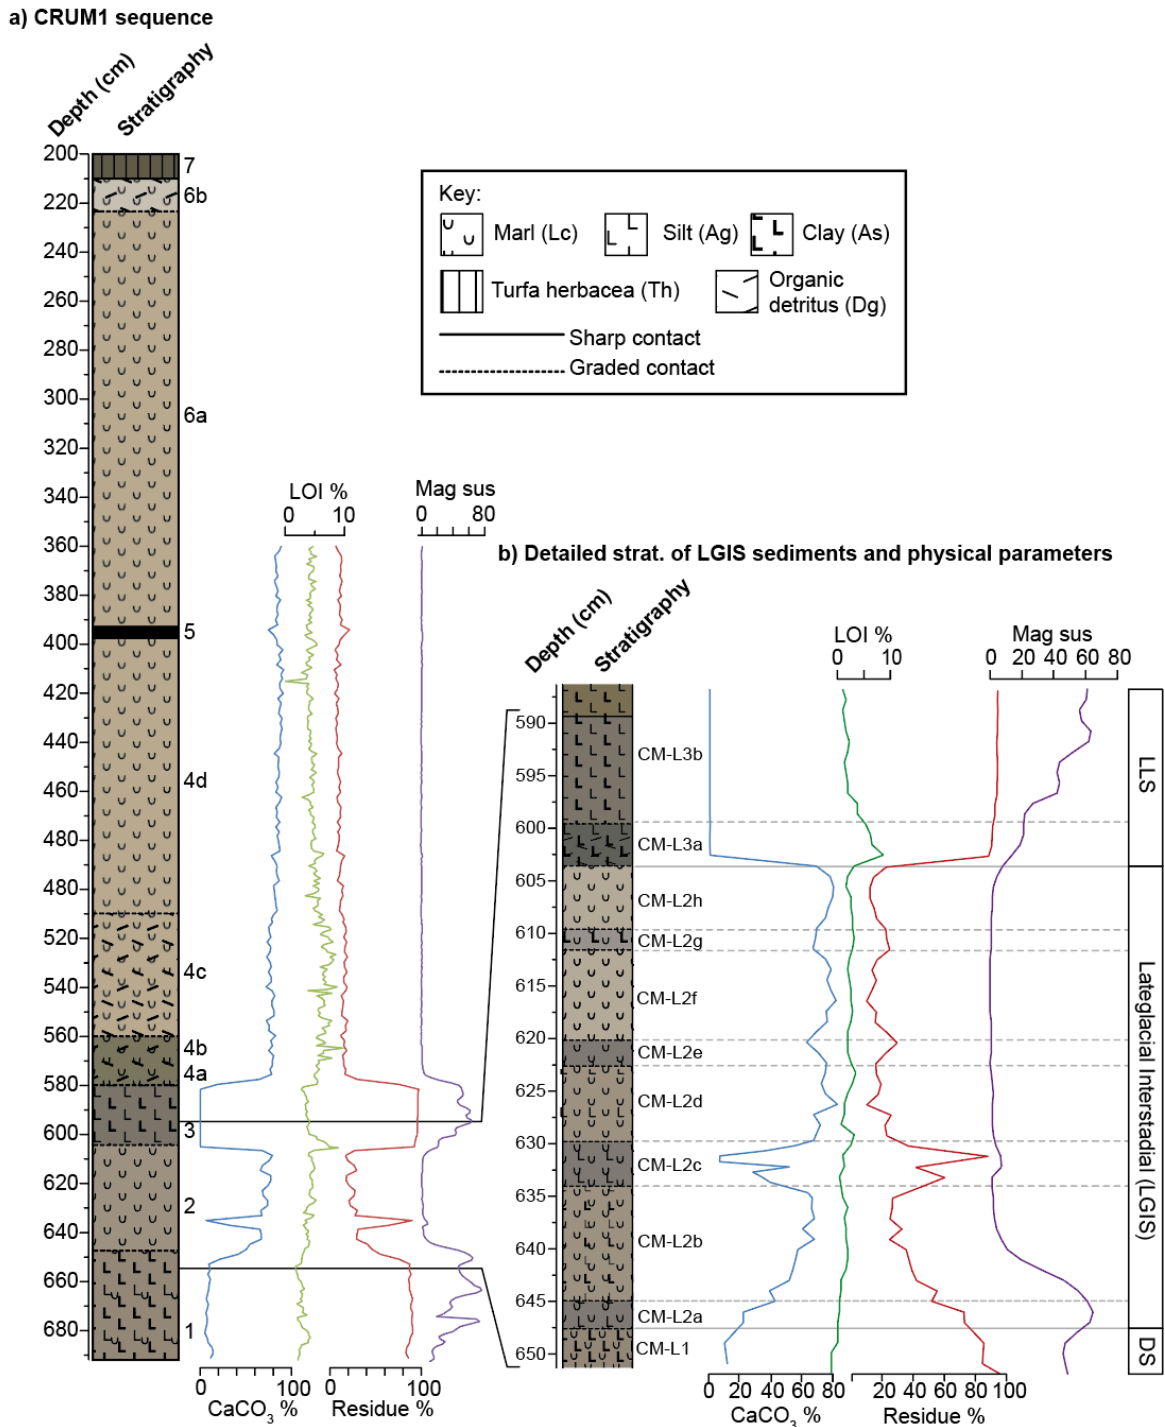 a) CRUM1 sequence
Depth (cm)
Stratigraphy
200
220
240
260
280
300
320
340
360
380
400
420
440
460
480
500
520
540
560
580
600
620
640
660
680
7
6b
6a
5
4d
4c
4b
4a
3
2
1
Key:
Marl (Lc)
Silt (Ag)
Clay (As)
Turfa herbacea (Th)
Organic
detritus (Dg)
Sharp contact
Graded contact
LOI %
0 10
Mag sus
0 80
0 100
CaCO₃ %
0 100
Residue %
b) Detailed strat. of LGIS sediments and physical parameters
Depth (cm)
Stratigraphy
LOI %
0 10
Mag sus
0 20 40 60 80
590
595
600
605
610
615
620
625
630
635
640
645
650
CM-L3b
CM-L3a
CM-L2h
CM-L2g
CM-L2f
CM-L2e
CM-L2d
CM-L2c
CM-L2b
CM-L2a
CM-L1
LLS
Lateglacial Interstadial (LGIS)
DS
0 20 40 60 80
CaCO₃ %
20 40 60 80 100
Residue %